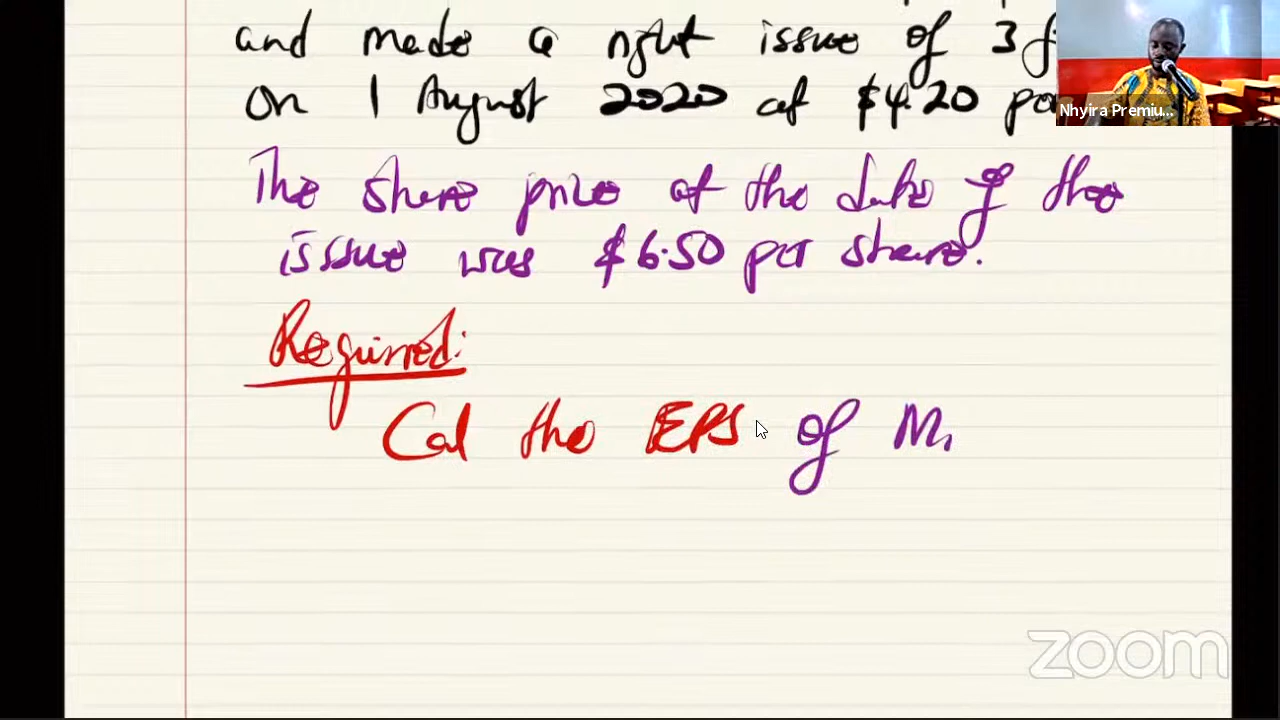 and made a right issue of 3 f
on 1 August 2020 at $4.20 per
Nhyira Premiu...
The share price at the date of the
issue was $6.50 per share.
Required:
Cal the EPS of M.
zoom